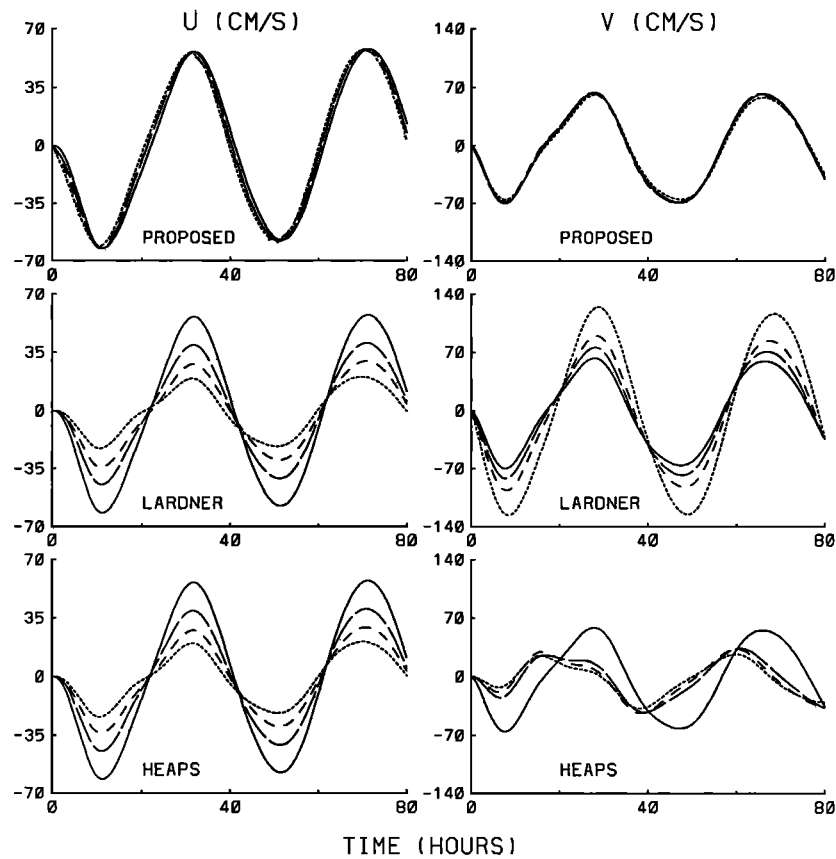 U (CM/S) V (CM/S)
70 140
35 70
0 0
-35 -70
PROPOSED PROPOSED
-70 -140
0 40 80 0 40 80
70 140
35 70
0 0
-35 -70
LARDNER LARDNER
-70 -140
0 40 80 0 40 80
70 140
35 70
0 0
-35 -70
HEAPS HEAPS
-70 -140
0 40 80 0 40 80
TIME (HOURS)